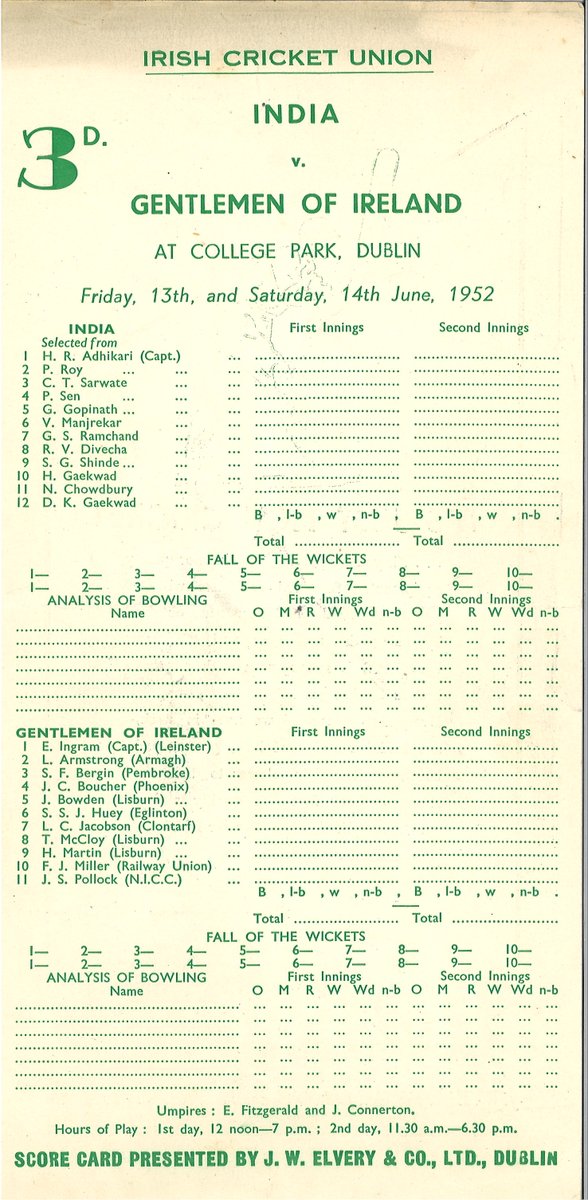 IRISH CRICKET UNION
INDIA
3D.
v.
GENTLEMEN OF IRELAND
AT COLLEGE PARK, DUBLIN
Friday, 13th, and Saturday, 14th June, 1952
INDIA First Innings Second Innings
Selected from
1 H. R. Adhikari (Capt.) ...
2 P. Roy ... ... ...
3 C. T. Sarwate ... ...
4 P. Sen ... ... ...
5 G. Gopinath ... ... ...
6 V. Manjrekar ... ...
7 G. S. Ramchand ... ...
8 R. V. Divecha ... ...
9 S. G. Shinde ... ... ...
10 H. Gaekwad ... ...
11 N. Chowdbury ... ...
12 D. K. Gaekwad ... ...
B , l-b , w , n-b , B , l-b , w , n-b .
Total ........................... Total ...........................
FALL OF THE WICKETS
1— 2— 3— 4— 5— 6— 7— 8— 9— 10—
1— 2— 3— 4— 5— 6— 7— 8— 9— 10—
ANALYSIS OF BOWLING First Innings Second Innings
Name O M R W Wd n-b O M R W Wd n-b
GENTLEMEN OF IRELAND First Innings Second Innings
1 E. Ingram (Capt.) (Leinster) ...
2 L. Armstrong (Armagh) ...
3 S. F. Bergin (Pembroke) ...
4 J. C. Boucher (Phoenix) ...
5 J. Bowden (Lisburn) ... ...
6 S. S. J. Huey (Eglinton) ...
7 L. C. Jacobson (Clontarf) ...
8 T. McCloy (Lisburn) ... ...
9 H. Martin (Lisburn) ... ...
10 F. J. Miller (Railway Union) ...
11 J. S. Pollock (N.I.C.C.) ...
B , l-b , w , n-b , B , l-b , w , n-b .
Total ........................... Total ...........................
FALL OF THE WICKETS
1— 2— 3— 4— 5— 6— 7— 8— 9— 10—
1— 2— 3— 4— 5— 6— 7— 8— 9— 10—
ANALYSIS OF BOWLING First Innings Second Innings
Name O M R W Wd n-b O M R W Wd n-b
Umpires : E. Fitzgerald and J. Connerton.
Hours of Play : 1st day, 12 noon—7 p.m. ; 2nd day, 11.30 a.m.—6.30 p.m.
SCORE CARD PRESENTED BY J. W. ELVERY & CO., LTD., DUBLIN